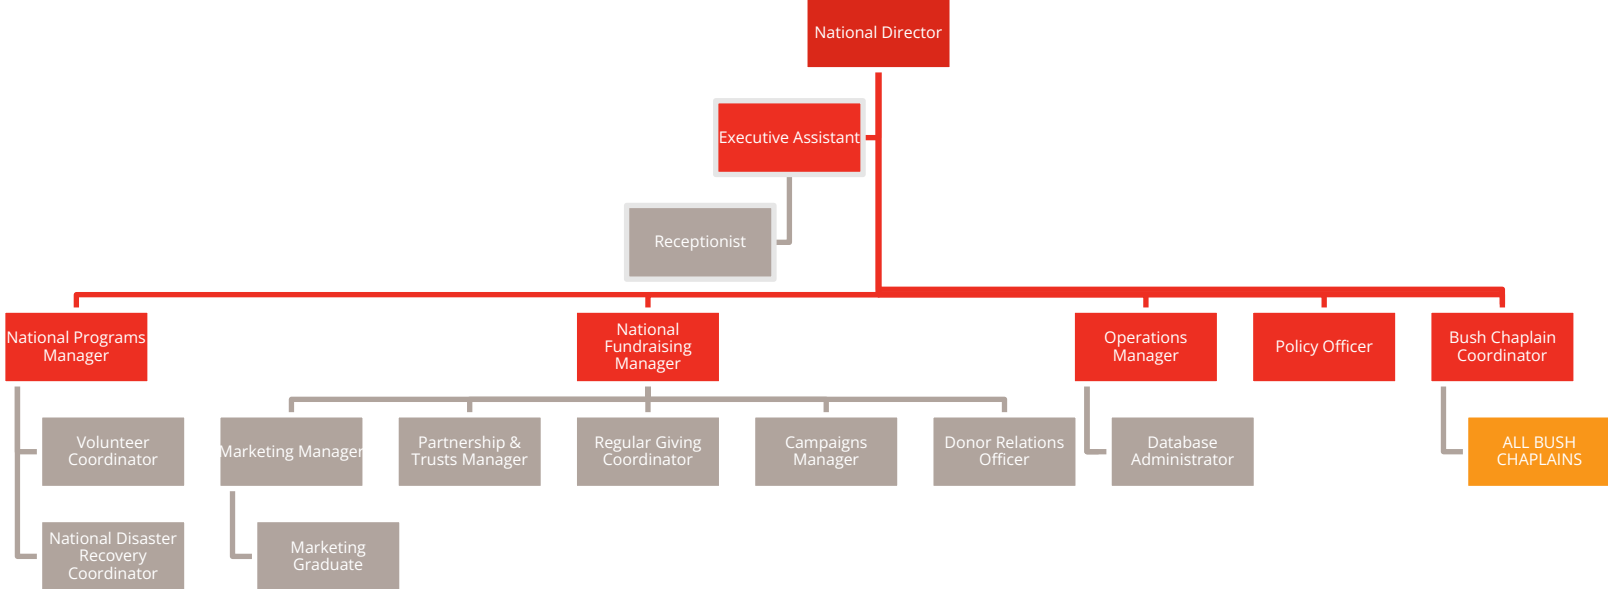 National Director
Executive Assistant
Receptionist
National Programs
Manager
National
Fundraising
Manager
Operations
Manager
Policy Officer
Bush Chaplain
Coordinator
Volunteer
Coordinator
Marketing Manager
Partnership &
Trusts Manager
Regular Giving
Coordinator
Campaigns
Manager
Donor Relations
Officer
Database
Administrator
ALL BUSH
CHAPLAINS
National Disaster
Recovery
Coordinator
Marketing
Graduate